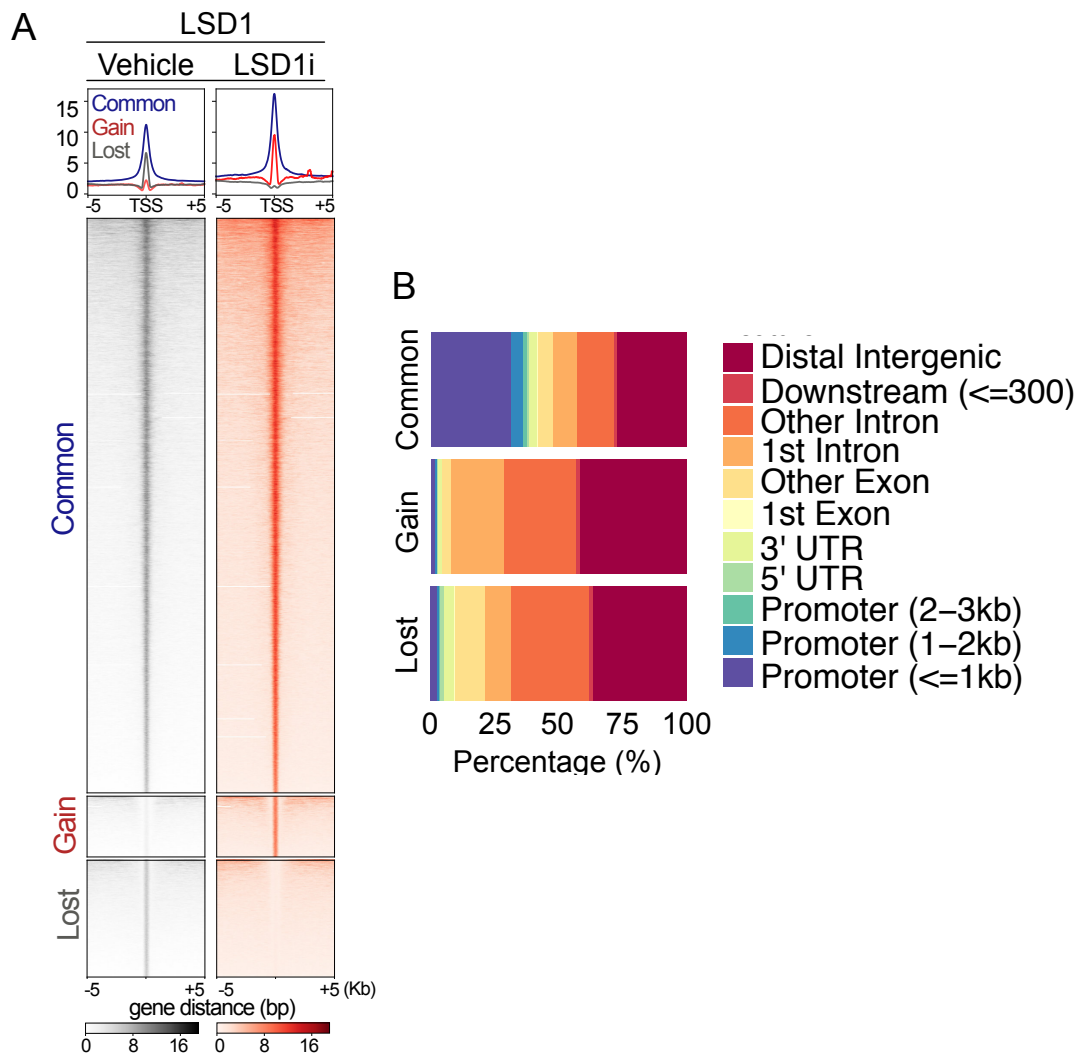 A
LSD1
Vehicle LSD1i
15
10
5
0
Common
Gain
Lost
-5 TSS +5 -5 TSS +5
Common
Gain
Lost
-5 +5 -5 +5 (Kb)
gene distance (bp)
0 8 16 0 8 16
B
Common
Gain
Lost
0 25 50 75 100
Percentage (%)
Distal Intergenic
Downstream (<=300)
Other Intron
1st Intron
Other Exon
1st Exon
3' UTR
5' UTR
Promoter (2–3kb)
Promoter (1–2kb)
Promoter (<=1kb)